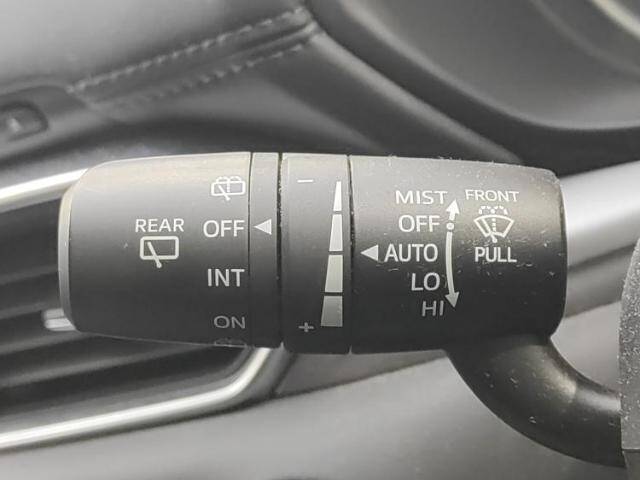 REAR
OFF
INT
ON
−
+
MIST
OFF
AUTO
LO
HI
FRONT
PULL